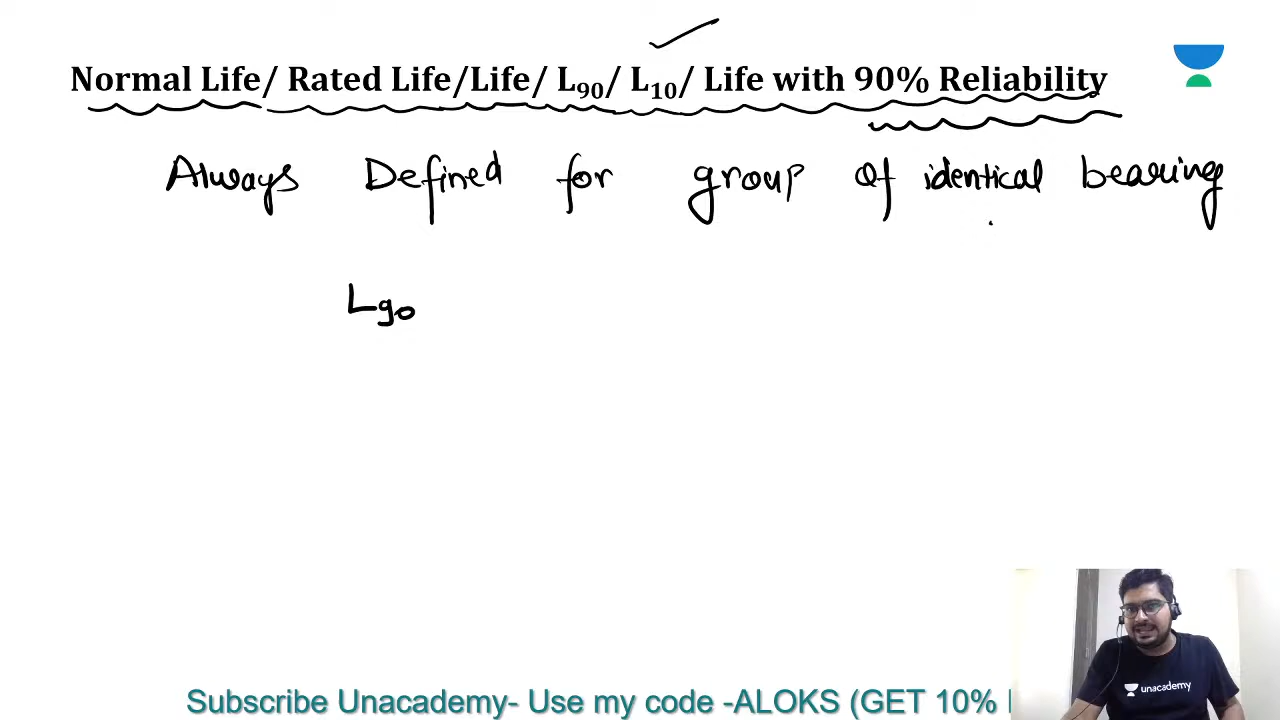 Normal Life/ Rated Life/Life/ L90/ L10/ Life with 90% Reliability
Always Defined for group of identical bearing
L90
unacademy
Subscribe Unacademy- Use my code -ALOKS (GET 10%